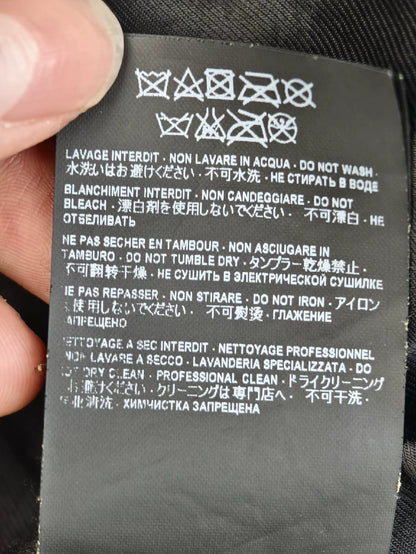 LAVAGE INTERDIT · NON LAVARE IN ACQUA · DO NOT WASH ·
水洗いはお避けください · 不可水洗 · НЕ СТИРАТЬ В ВОДЕ
BLANCHIMENT INTERDIT · NON CANDEGGIARE · DO NOT
BLEACH · 漂白剤を使用しないでください · 不可漂白 · НЕ
ОТБЕЛИВАТЬ
NE PAS SECHER EN TAMBOUR · NON ASCIUGARE IN
TAMBURO · DO NOT TUMBLE DRY · タンブラー乾燥禁止 ·
不可翻转干燥 · НЕ СУШИТЬ В ЭЛЕКТРИЧЕСКОЙ СУШИЛКЕ
NE PAS REPASSER · NON STIRARE · DO NOT IRON · アイロン
を使用しないでください · 不可熨烫 · ГЛАЖЕНИЕ
ЗАПРЕЩЕНО
NETTOYAGE A SEC INTERDIT · NETTOYAGE PROFESSIONNEL
NON LAVARE A SECCO · LAVANDERIA SPECIALIZZATA · DO
NOT DRY CLEAN · PROFESSIONAL CLEAN · ドライクリーニング
お避けください · クリーニングは専門店へ · 不可干洗 ·
专业清洗 · ХИМЧИСТКА ЗАПРЕЩЕНА